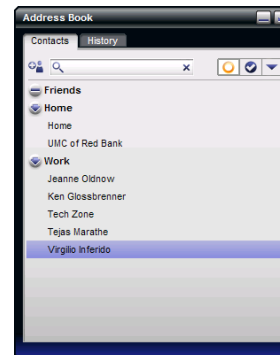 Address Book
Contacts History
Friends
Home
Home
UMC of Red Bank
Work
Jeanne Oldnow
Ken Glossbrenner
Tech Zone
Tejas Marathe
Virgilio Inferido